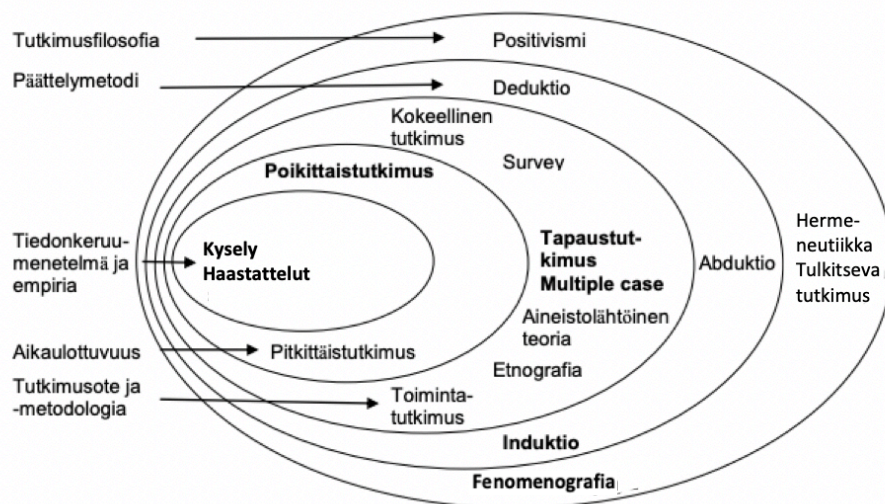 Tutkimusfilosofia
Positivismi
Päättelymetodi
Deduktio
Kokeellinen
tutkimus
Survey
Poikittaistutkimus
Tiedonkeruu-
menetelmä ja
empiria
Kysely
Haastattelut
Tapaustut-
kimus
Multiple case
Abduktio
Herme-
neutiikka
Tulkitseva
tutkimus
Aineistolähtöinen
teoria
Aikaulottuvuus
Pitkittäistutkimus
Etnografia
Tutkimusote ja
-metodologia
Toiminta-
tutkimus
Induktio
Fenomenografia